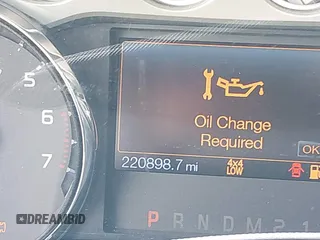 Oil Change
Required
OK
220898.7 mi
4x4
LOW
5
6
7
P R N D M 2 1
DREAMBID